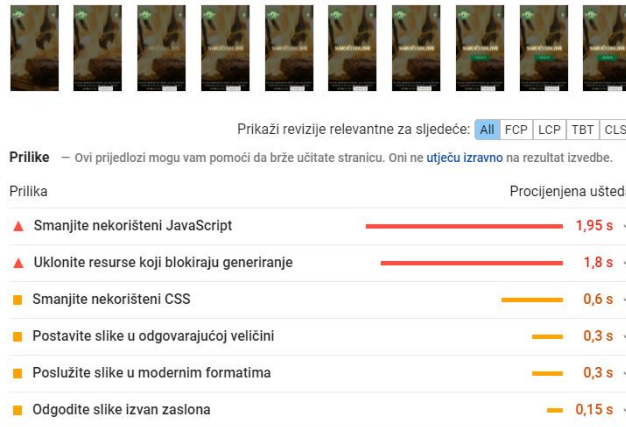 Prikaži revizije relevantne za sljedeće: All FCP LCP TBT CLS
Prilike — Ovi prijedlozi mogu vam pomoći da brže učitate stranicu. Oni ne utječu izravno na rezultat izvedbe.
Prilika Procijenjena ušteda
Smanjite nekorišteni JavaScript 1,95 s
Uklonite resurse koji blokiraju generiranje 1,8 s
Smanjite nekorišteni CSS 0,6 s
Postavite slike u odgovarajućoj veličini 0,3 s
Poslužite slike u modernim formatima 0,3 s
Odgodite slike izvan zaslona 0,15 s